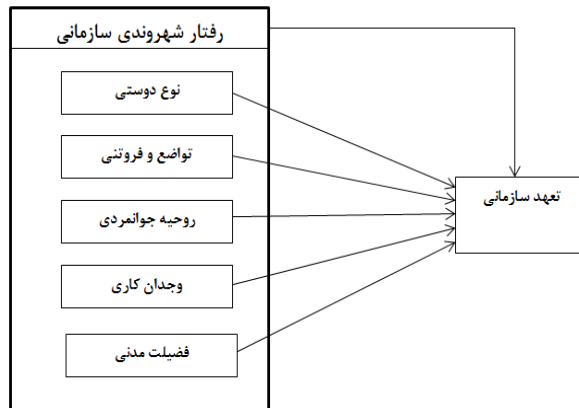 رفتار شهروندی سازمانی
نوع دوستی
تواضع و فروتنی
روحیه جوانمردی
وجدان کاری
فضیلت مدنی
تعهد سازمانی